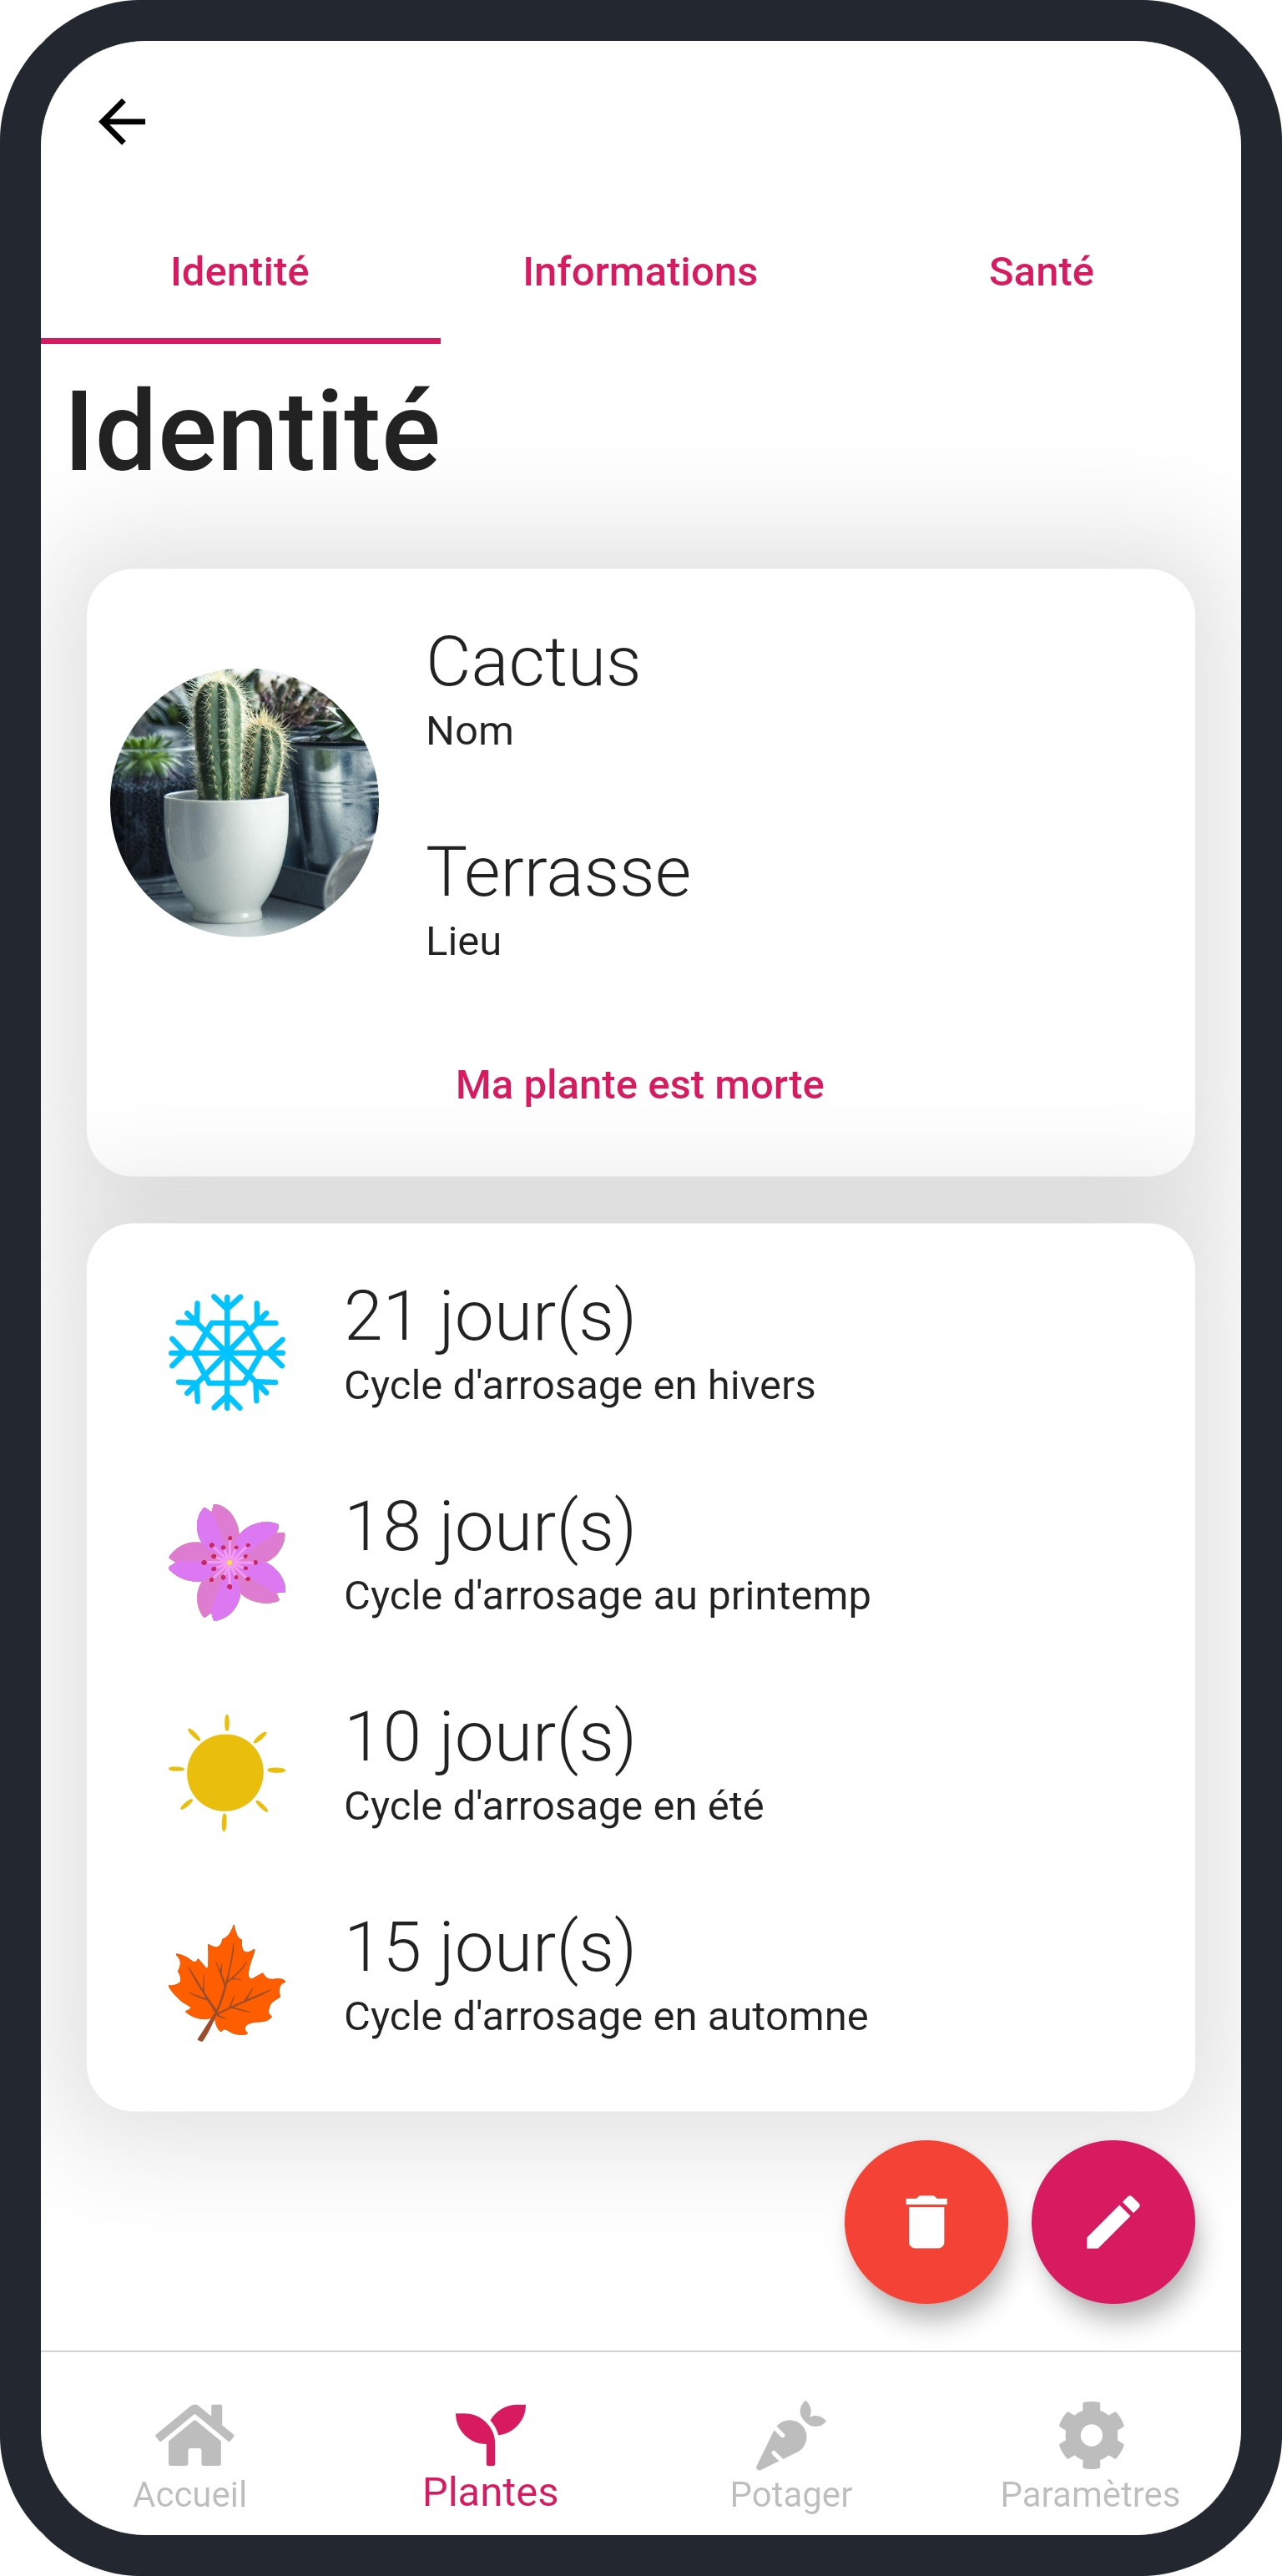 Identité
Informations
Santé
Identité
Cactus
Nom
Terrasse
Lieu
Ma plante est morte
21 jour(s)
Cycle d'arrosage en hivers
18 jour(s)
Cycle d'arrosage au printemp
10 jour(s)
Cycle d'arrosage en été
15 jour(s)
Cycle d'arrosage en automne
Accueil
Plantes
Potager
Paramètres